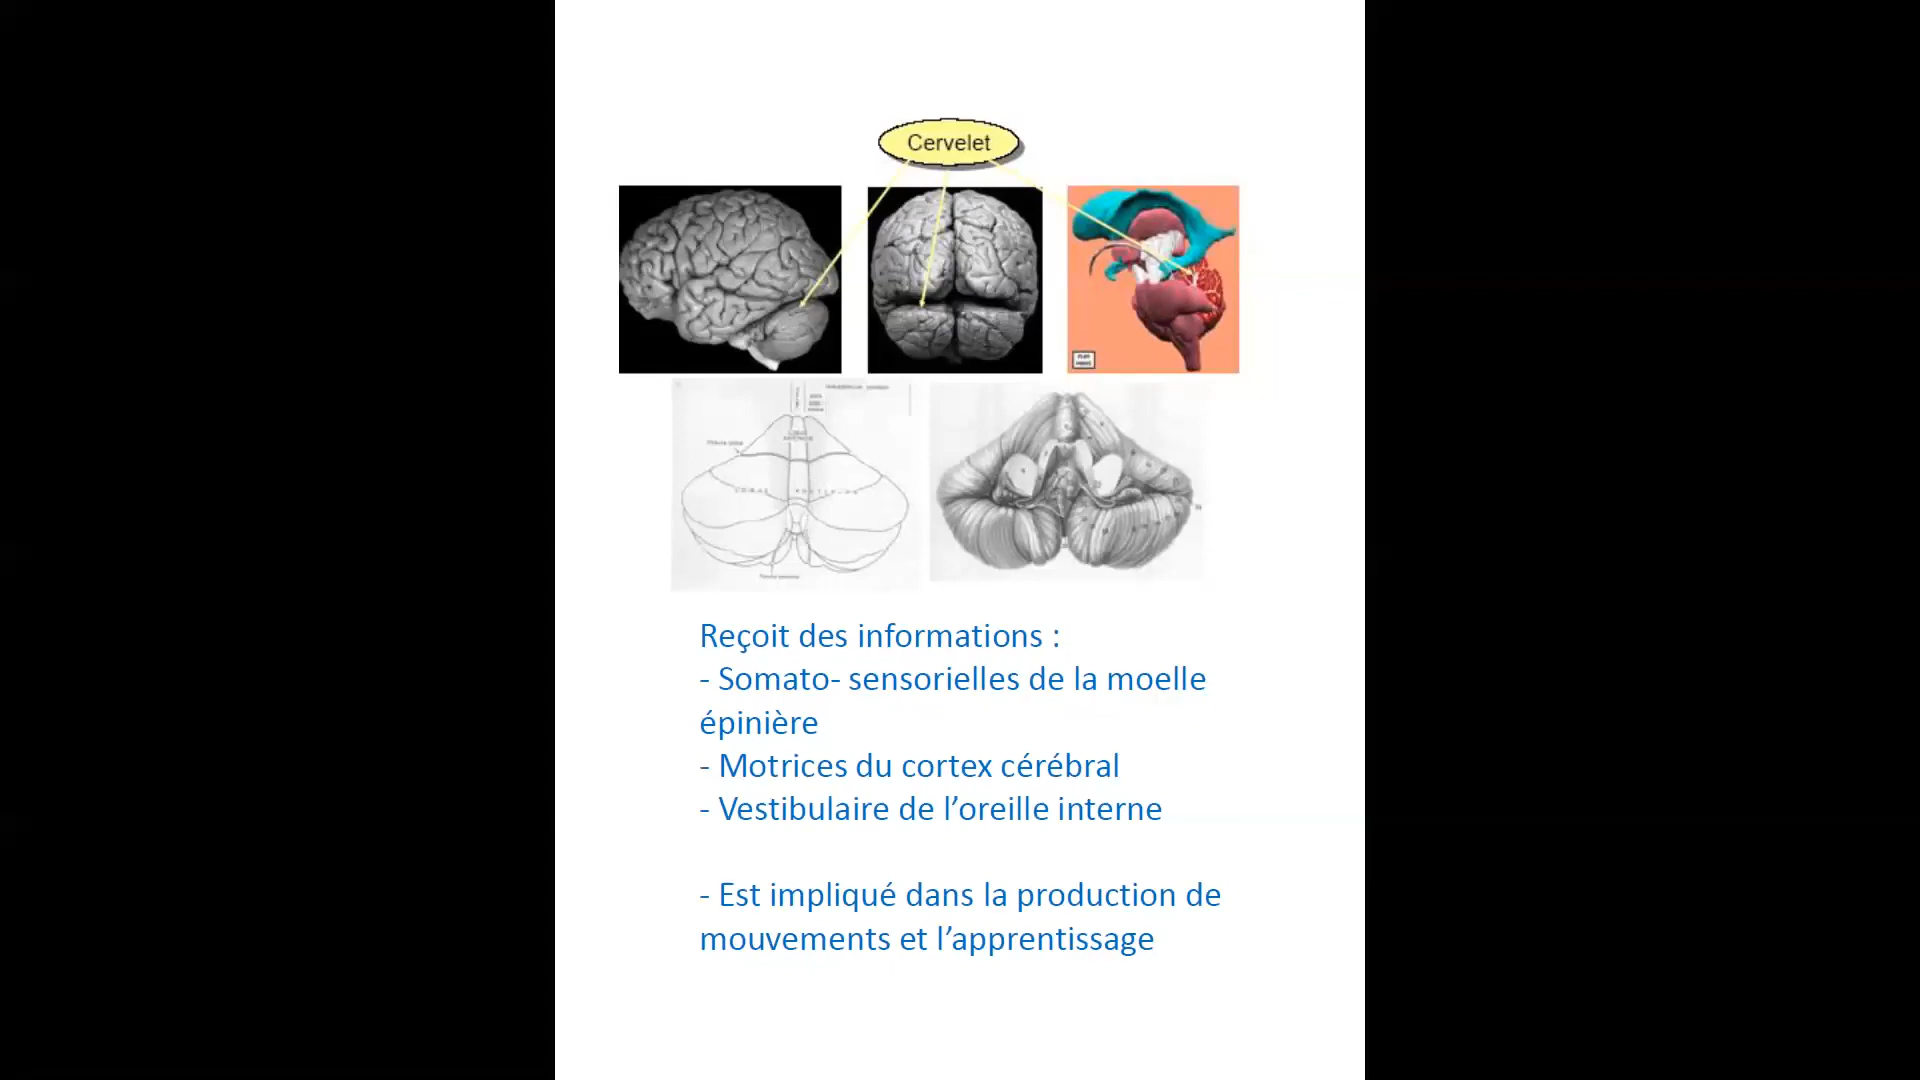 Cervelet
LOBUS
Reçoit des informations :
- Somato- sensorielles de la moelle
épinière
- Motrices du cortex cérébral
- Vestibulaire de l’oreille interne
- Est impliqué dans la production de
mouvements et l’apprentissage